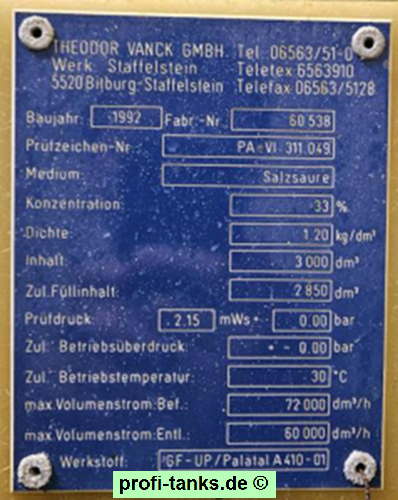 THEODOR VANCK GMBH. Tel. 06563/51-0
Werk: Staffelstein Teletex 6563910
5520 Bitburg-Staffelstein Telefax 06563/5128
Baujahr: 1992 Fabr.-Nr. 60 538
Prüfzeichen-Nr. PA-VI 311.049
Medium: Salzsäure
Konzentration: 33 %
Dichte: 1.20 kg/dm³
Inhalt: 3 000 dm³
Zul. Füllinhalt: 2 850 dm³
Prüfdruck: 2.15 mWs 0.00 bar
Zul. Betriebsüberdruck: 0.00 bar
Zul. Betriebstemperatur: 30 °C
max.Volumenstrom: Bef.: 72 000 dm³/h
max.Volumenstrom: Entl.: 60 000 dm³/h
Werkstoff: GF-UP/Palatal A 410-01
profi-tanks.de ©